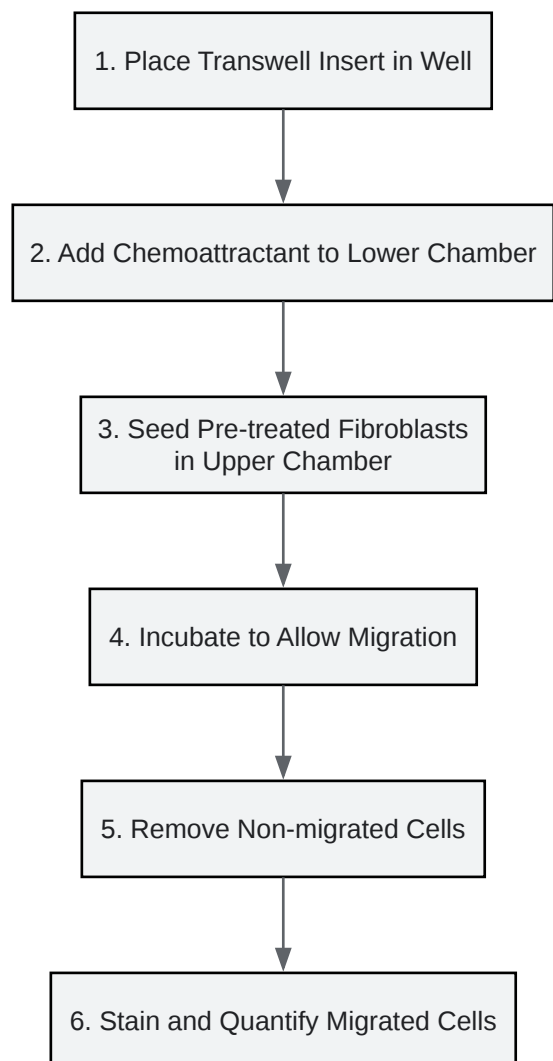 1. Place Transwell Insert in Well
2. Add Chemoattractant to Lower Chamber
3. Seed Pre-treated Fibroblasts
in Upper Chamber
4. Incubate to Allow Migration
5. Remove Non-migrated Cells
6. Stain and Quantify Migrated Cells